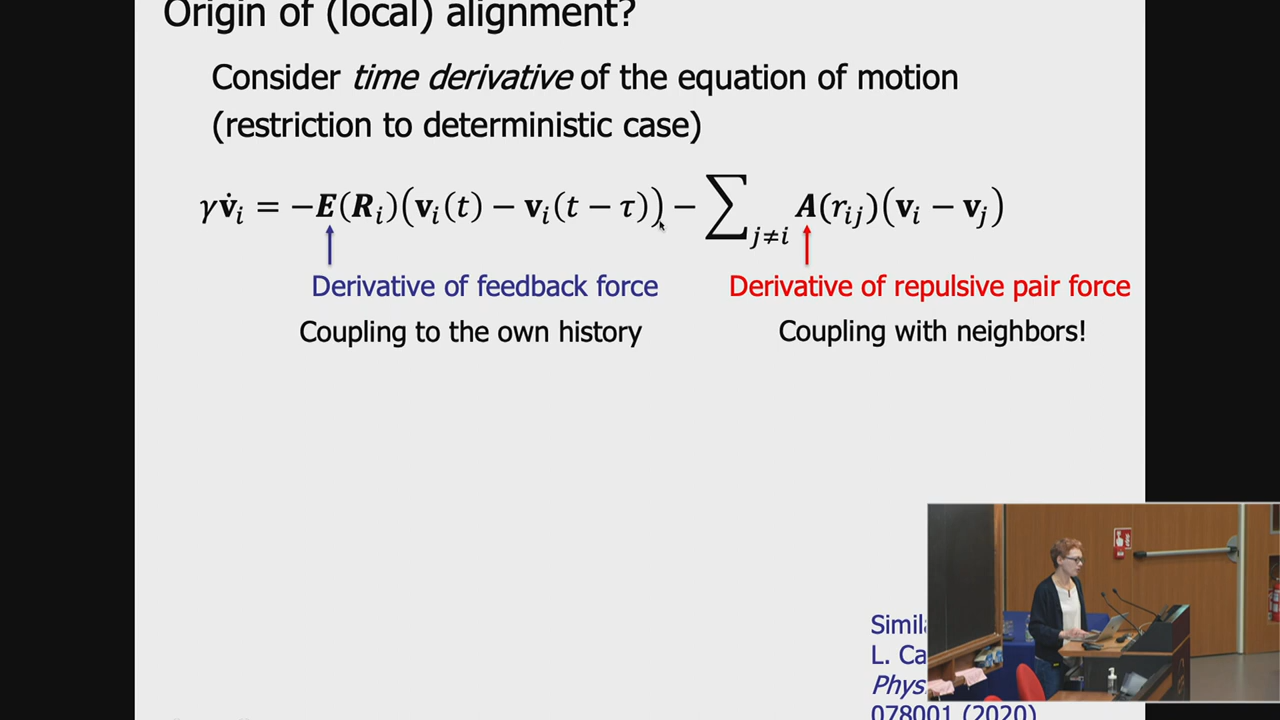 Origin of (local) alignment?
Consider time derivative of the equation of motion
(restriction to deterministic case)
γv̇ᵢ = −E(Rᵢ)(vᵢ(t) − vᵢ(t − τ)) − ∑_{j≠i} A(r_{ij})(vᵢ − vⱼ)
Derivative of feedback force
Derivative of repulsive pair force
Coupling to the own history
Coupling with neighbors!
L. Ca
Phys
078001 (2020)